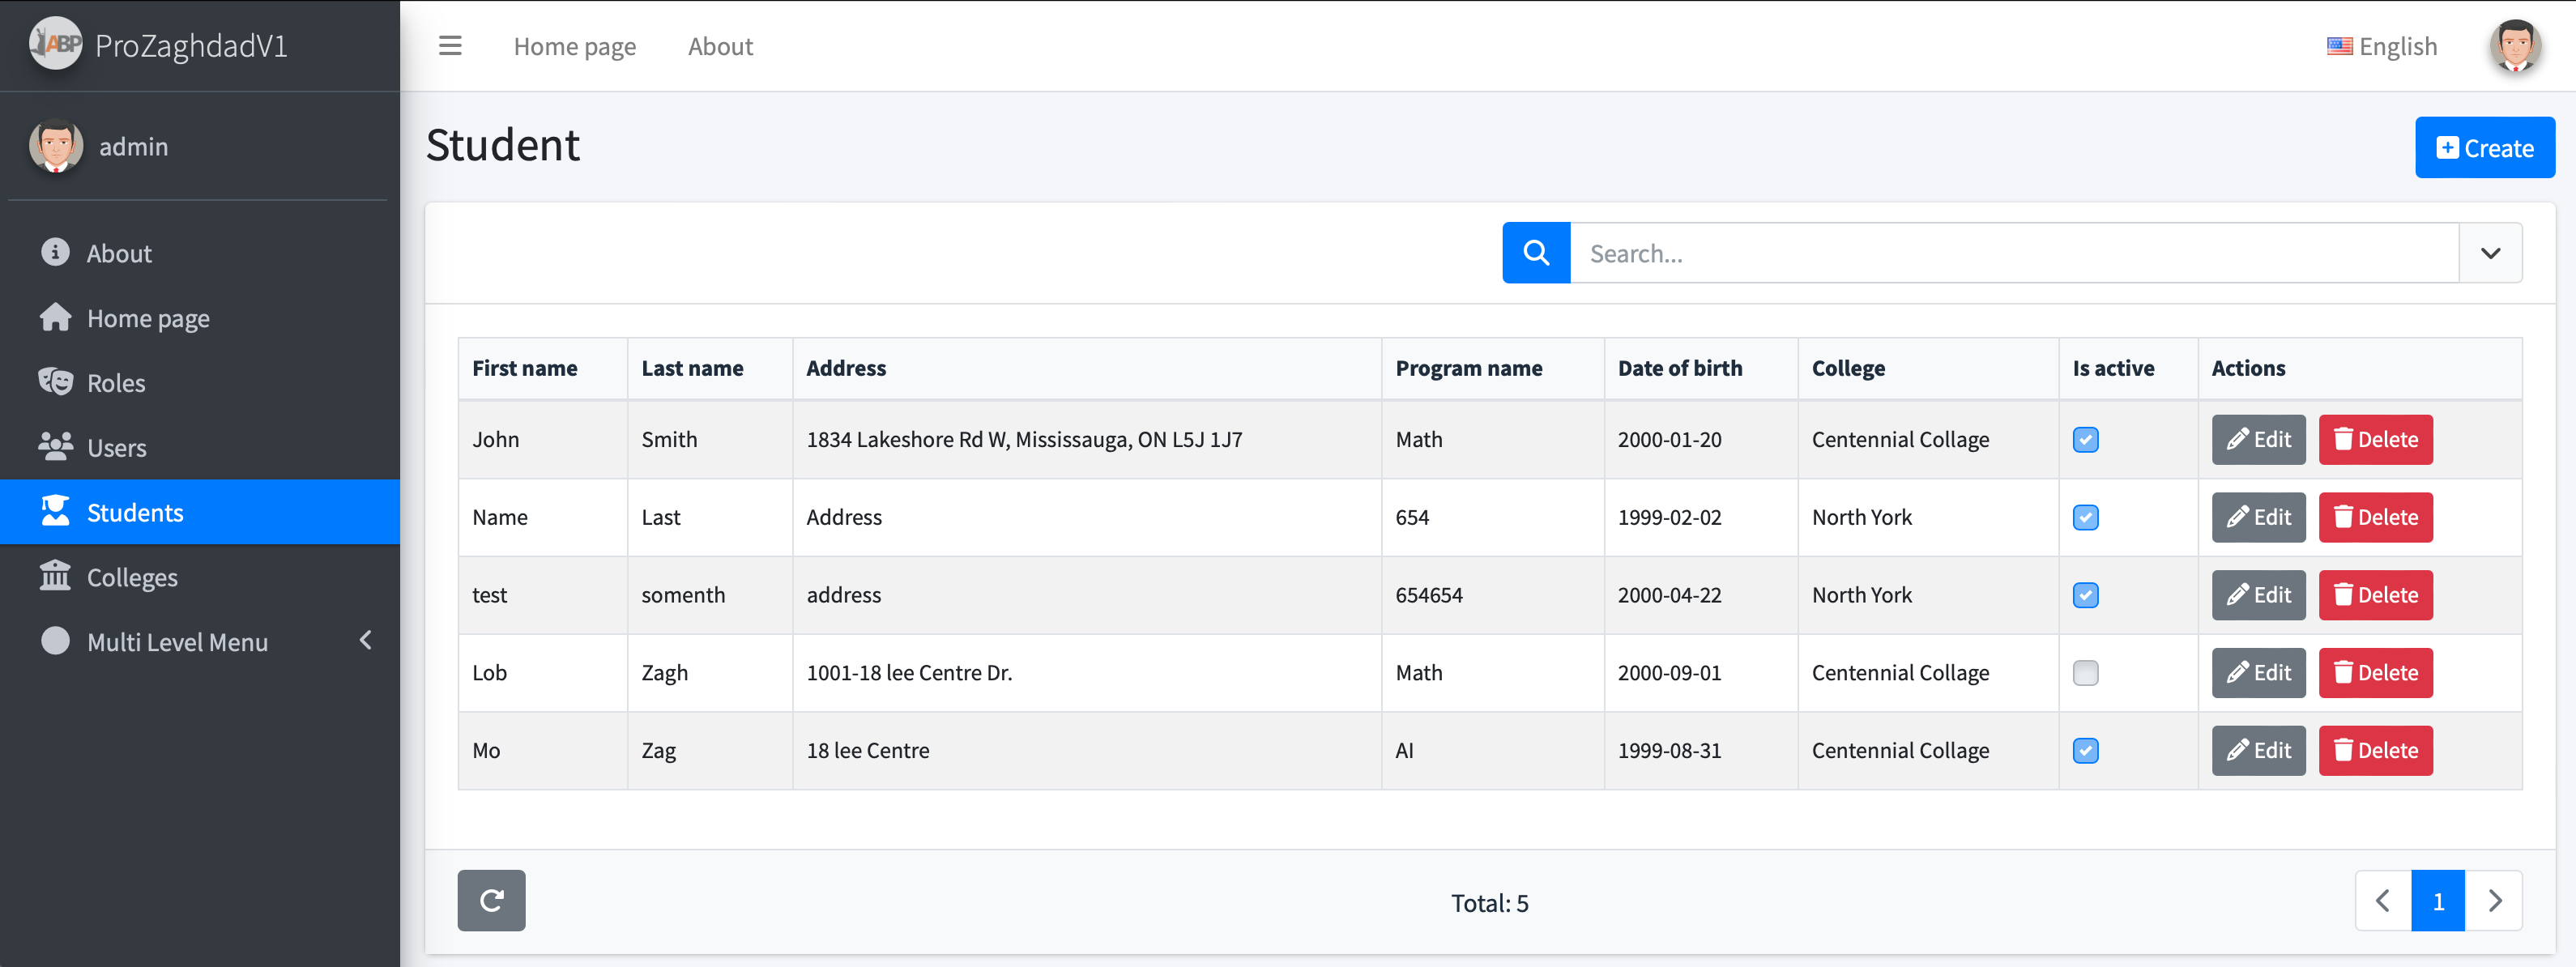 ABP ProZaghdadV1
Home page About English
admin
Student
Create
About
Home page
Roles
Users
Students
Colleges
Multi Level Menu
Search...
First name Last name Address Program name Date of birth College Is active Actions
John Smith 1834 Lakeshore Rd W, Mississauga, ON L5J 1J7 Math 2000-01-20 Centennial Collage Edit Delete
Name Last Address 654 1999-02-02 North York Edit Delete
test somenth address 654654 2000-04-22 North York Edit Delete
Lob Zagh 1001-18 lee Centre Dr. Math 2000-09-01 Centennial Collage Edit Delete
Mo Zag 18 lee Centre AI 1999-08-31 Centennial Collage Edit Delete
Total: 5
1